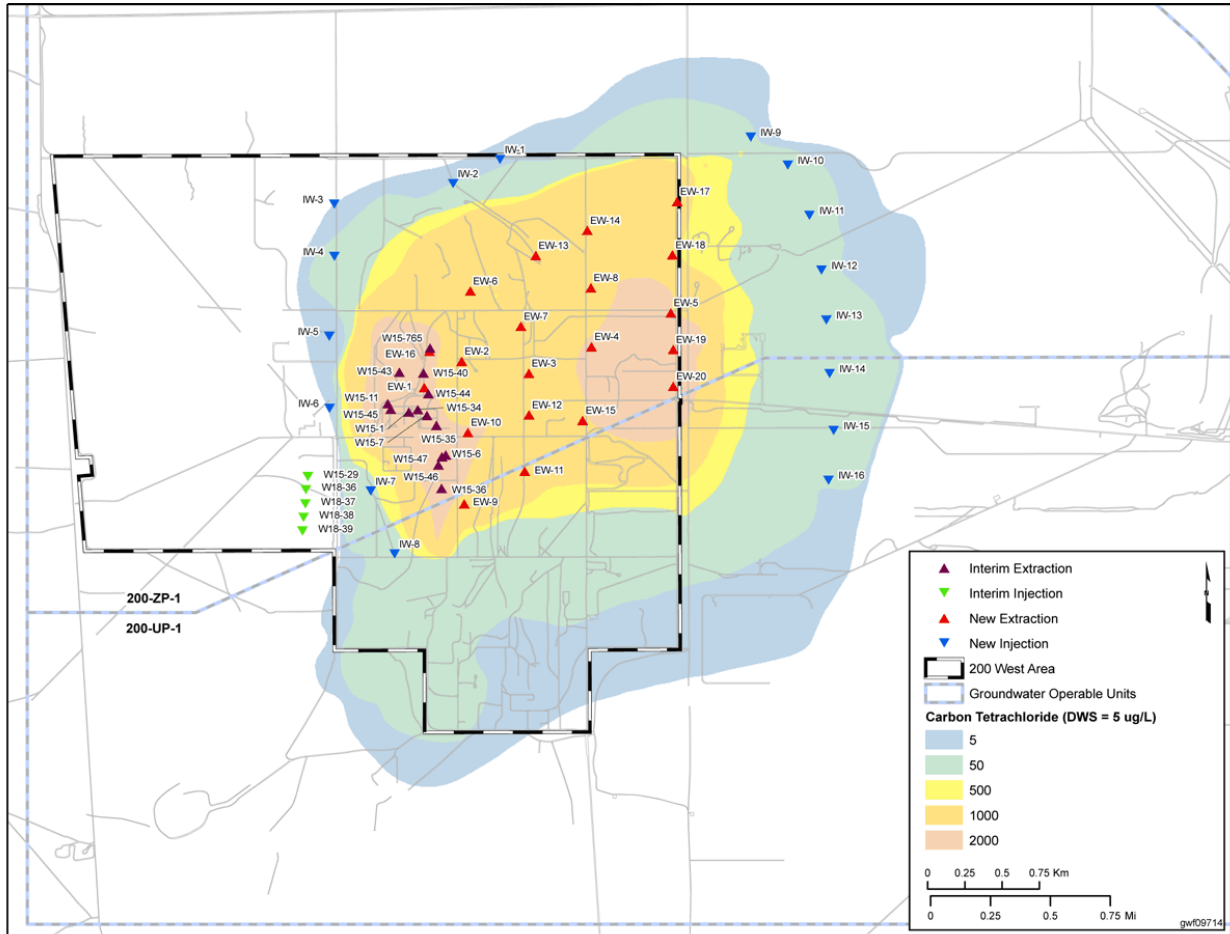 IW-9
IW-1
IW-10
IW-2
EW-17
IW-3
IW-11
EW-14
EW-13
EW-18
IW-4
IW-12
EW-6
EW-8
EW-5
IW-13
EW-7
IW-5
W15-765
EW-4
EW-16
EW-2
EW-19
W15-43
W15-40
EW-3
IW-14
EW-1
EW-20
W15-44
W15-11
IW-6
W15-34
W15-45
EW-12
EW-15
W15-1
EW-10
IW-15
W15-7
W15-35
W15-47
W15-6
EW-11
W15-29
IW-7
W15-46
IW-16
W18-36
W15-36
W18-37
EW-9
W18-38
W18-39
IW-8
200-ZP-1
200-UP-1
Interim Extraction
Interim Injection
New Extraction
New Injection
200 West Area
Groundwater Operable Units
Carbon Tetrachloride (DWS = 5 ug/L)
5
50
500
1000
2000
0 0.25 0.5 0.75 Km
0 0.25 0.5 0.75 Mi
gwf09714